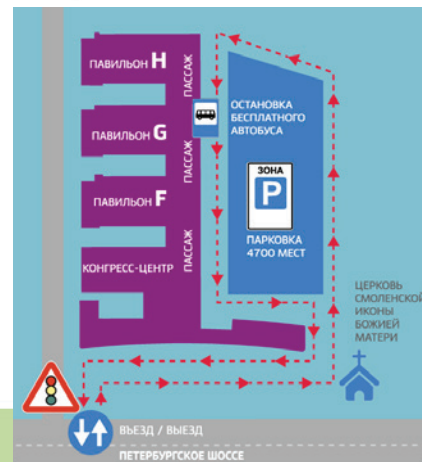 ПАВИЛЬОН H
ПАССАЖ
ОСТАНОВКА
БЕСПЛАТНОГО
АВТОБУСА
ПАВИЛЬОН G
ПАССАЖ
ЗОНА
P
ПАВИЛЬОН F
ПАРКОВКА
4700 МЕСТ
ПАССАЖ
КОНГРЕСС-ЦЕНТР
ЦЕРКОВЬ
СМОЛЕНСКОЙ
ИКОНЫ
БОЖИЕЙ
МАТЕРИ
ВЪЕЗД / ВЫЕЗД
ПЕТЕРБУРГСКОЕ ШОССЕ